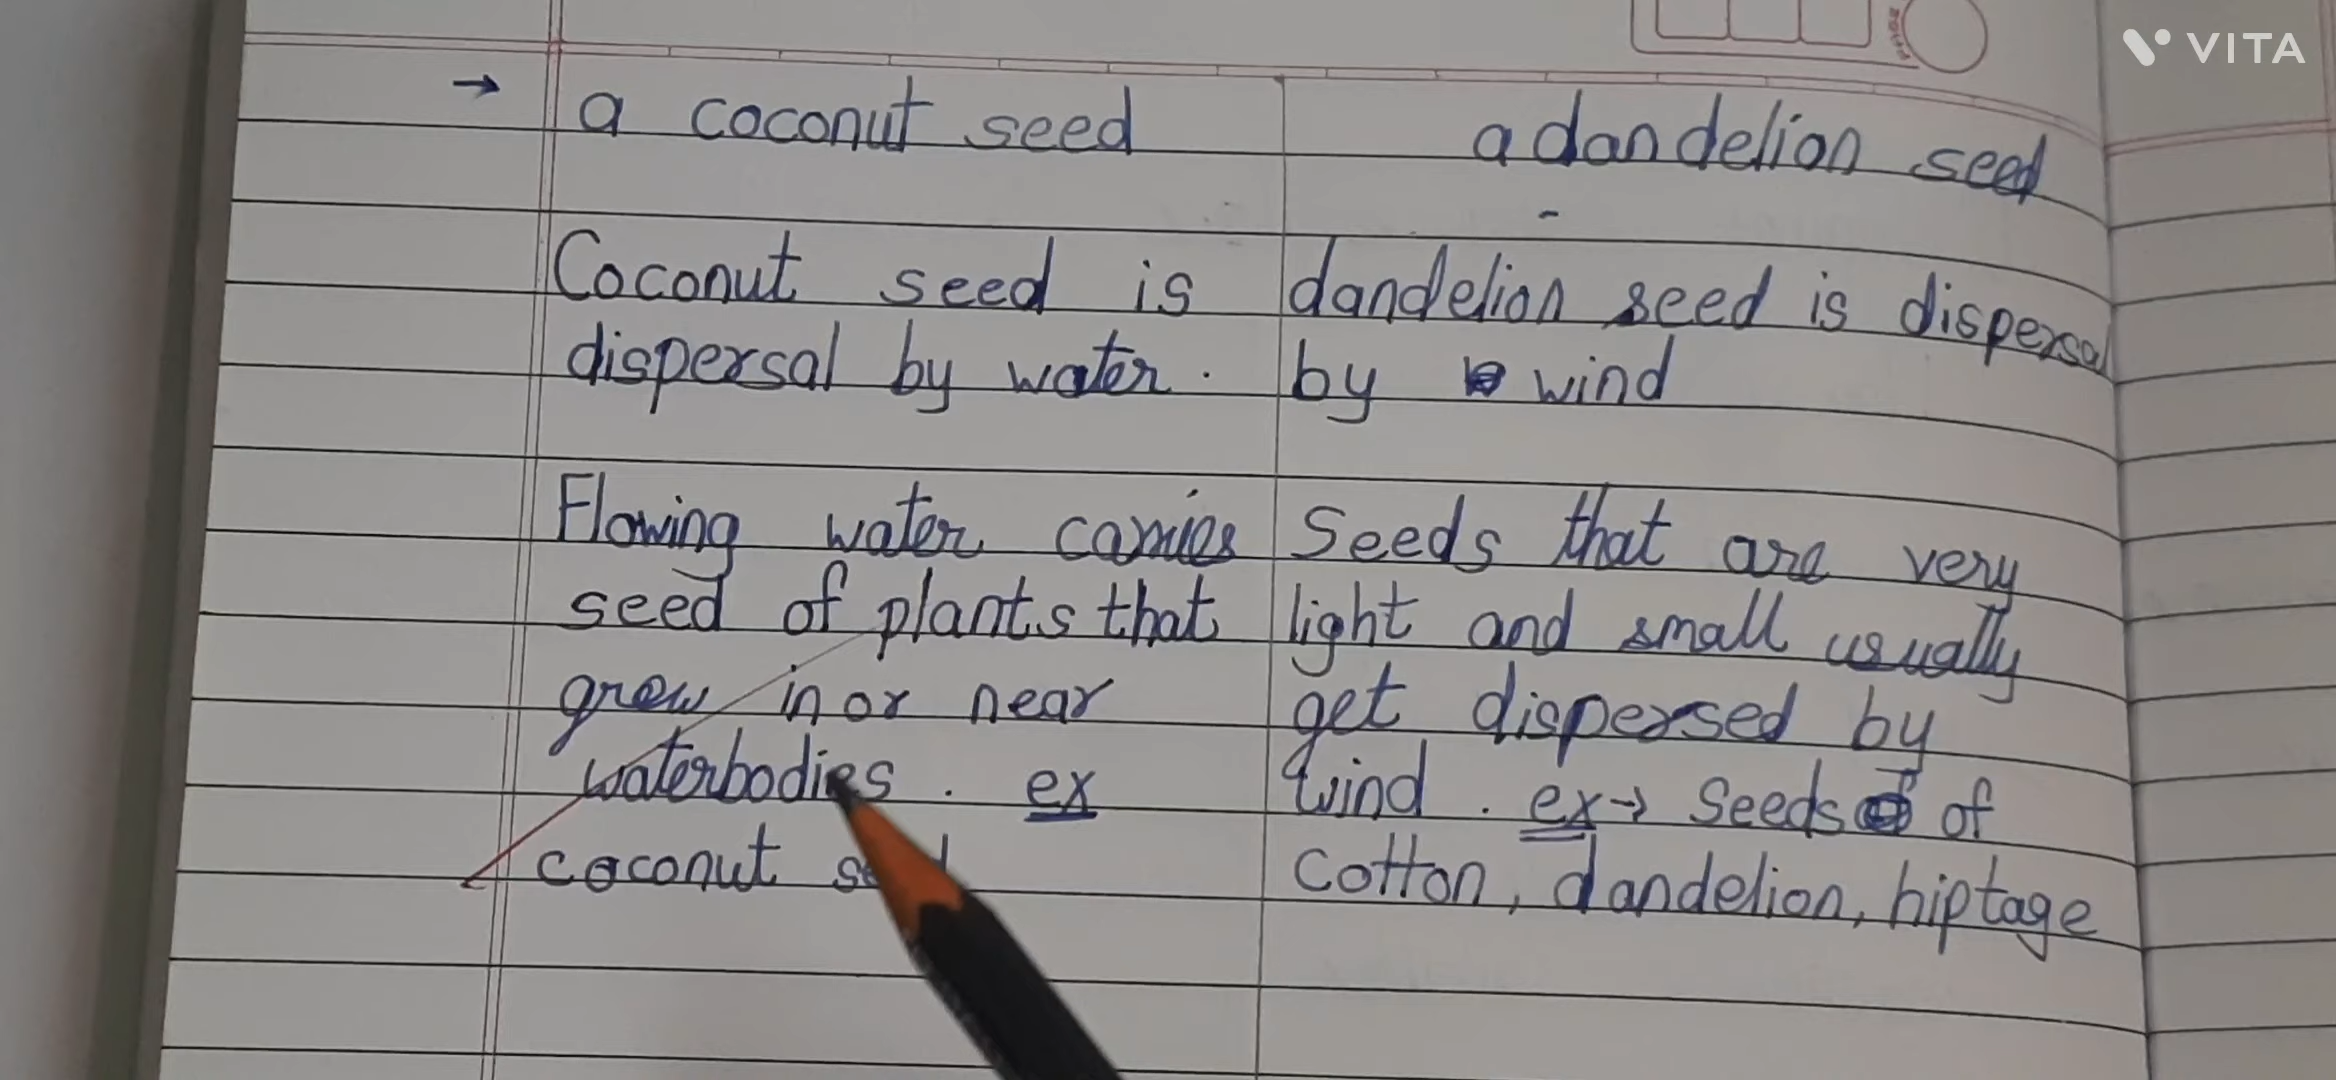 VITA
→ a coconut seed
Coconut seed is
dispersal by water.
Flowing water carries
seed of plants that
grow in or near
waterbodies. ex
coconut
a dandelion seed
dandelion seed is dispersal
by wind
Seeds that are very
light and small usually
get dispersed by
wind. ex→ seeds of
cotton, dandelion, hiptage